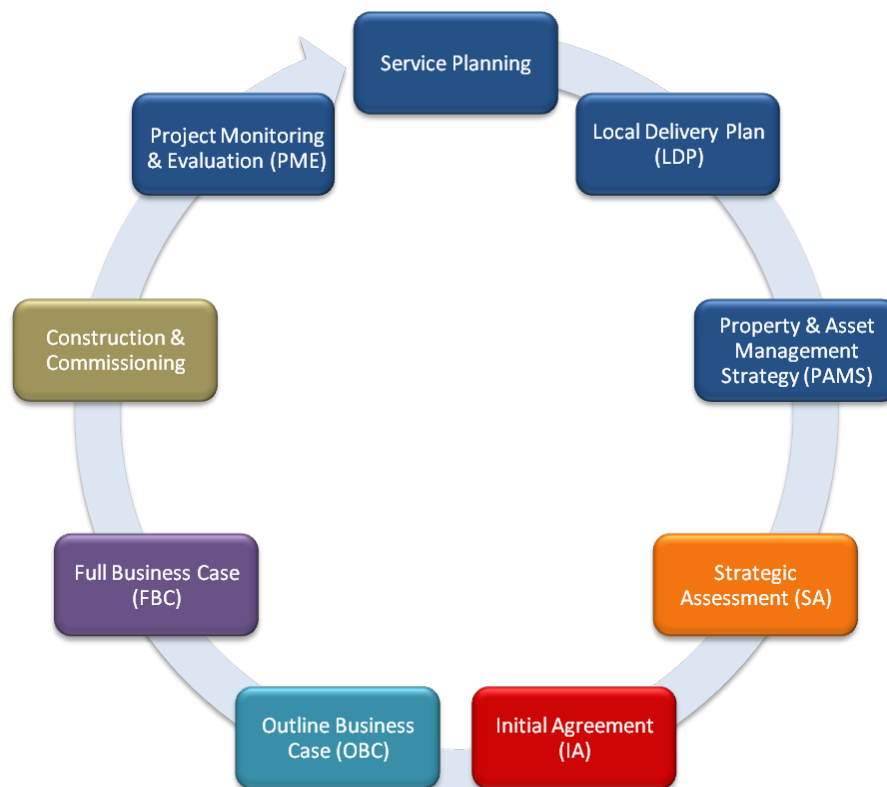 Service Planning
Local Delivery Plan
(LDP)
Property & Asset
Management
Strategy (PAMS)
Strategic
Assessment (SA)
Initial Agreement
(IA)
Outline Business
Case (OBC)
Full Business Case
(FBC)
Construction &
Commissioning
Project Monitoring
& Evaluation (PME)